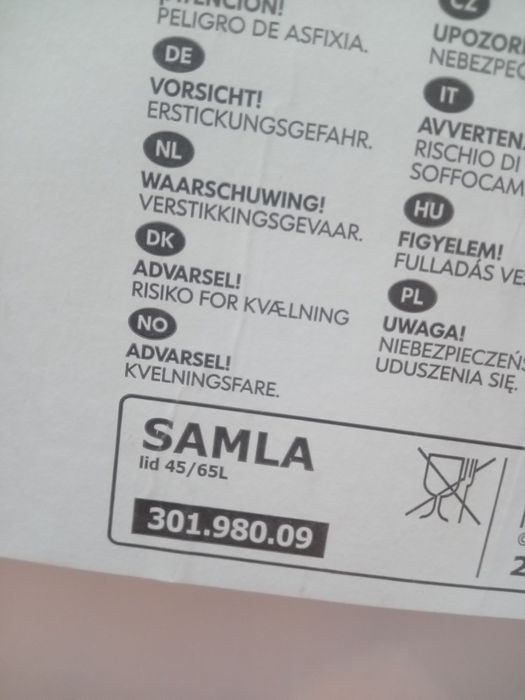 ¡ATENCIÓN!
PELIGRO DE ASFIXIA.
DE
VORSICHT!
ERSTICKUNGSGEFAHR.
NL
WAARSCHUWING!
VERSTIKKINGSGEVAAR.
DK
ADVARSEL!
RISIKO FOR KVÆLNING
NO
ADVARSEL!
KVELNINGSFARE.
CZ
UPOZOR
NEBEZPEČ
IT
AVVERTEN
RISCHIO DI
SOFFOCAM
HU
FIGYELEM!
FULLADÁS VE
PL
UWAGA!
NIEBEZPIECZEŃS
UDUSZENIA SIĘ.
SAMLA
lid 45/65L
301.980.09